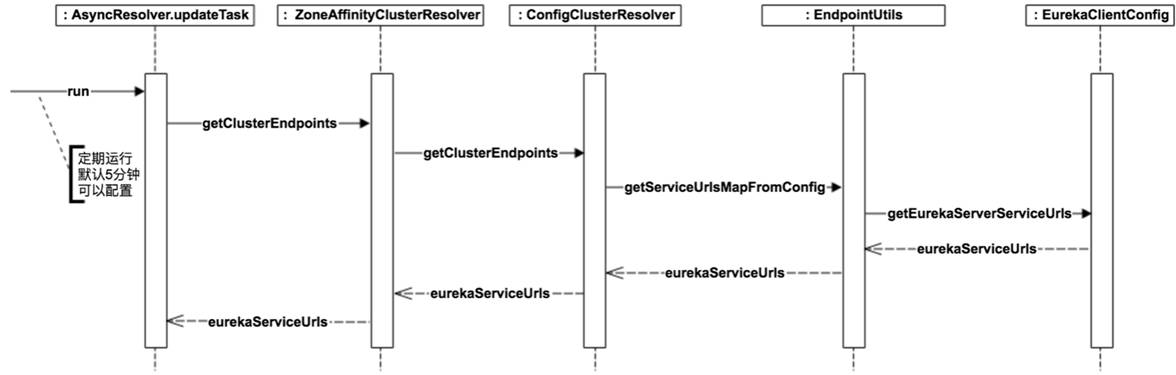 : AsyncResolver.updateTask
: ZoneAffinityClusterResolver
: ConfigClusterResolver
: EndpointUtils
: EurekaClientConfig
run
getClusterEndpoints
定期运行
默认5分钟
可以配置
getClusterEndpoints
getServiceUrlsMapFromConfig
getEurekaServerServiceUrls
eurekaServiceUrls
eurekaServiceUrls
eurekaServiceUrls
eurekaServiceUrls